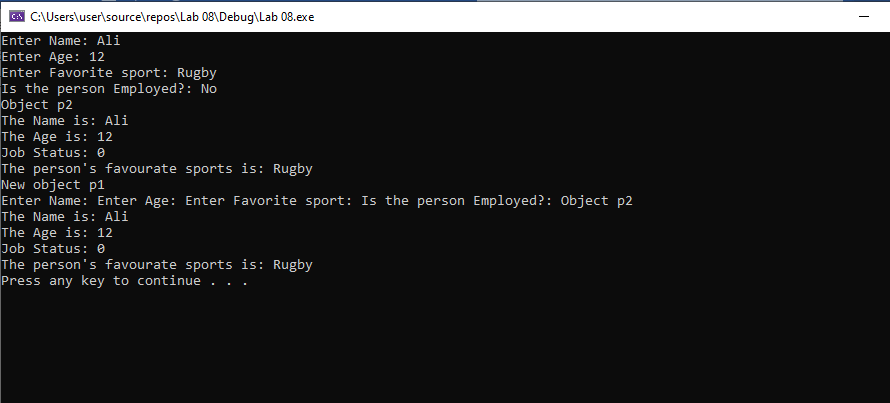 C:\Users\user\source\repos\Lab 08\Debug\Lab 08.exe
Enter Name: Ali
Enter Age: 12
Enter Favorite sport: Rugby
Is the person Employed?: No
Object p2
The Name is: Ali
The Age is: 12
Job Status: 0
The person's favourate sports is: Rugby
New object p1
Enter Name: Enter Age: Enter Favorite sport: Is the person Employed?: Object p2
The Name is: Ali
The Age is: 12
Job Status: 0
The person's favourate sports is: Rugby
Press any key to continue . . .